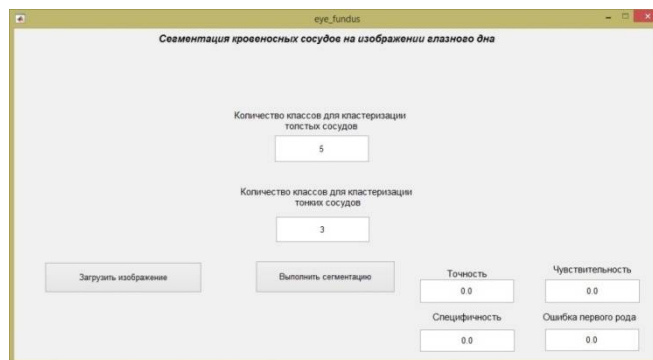 eye_fundus
Сегментация кровеносных сосудов на изображении глазного дна
Количество классов для кластеризации
толстых сосудов
5
Количество классов для кластеризации
тонких сосудов
3
Загрузить изображение
Выполнить сегментацию
Точность
Чувствительность
0.0
0.0
Специфичность
Ошибка первого рода
0.0
0.0